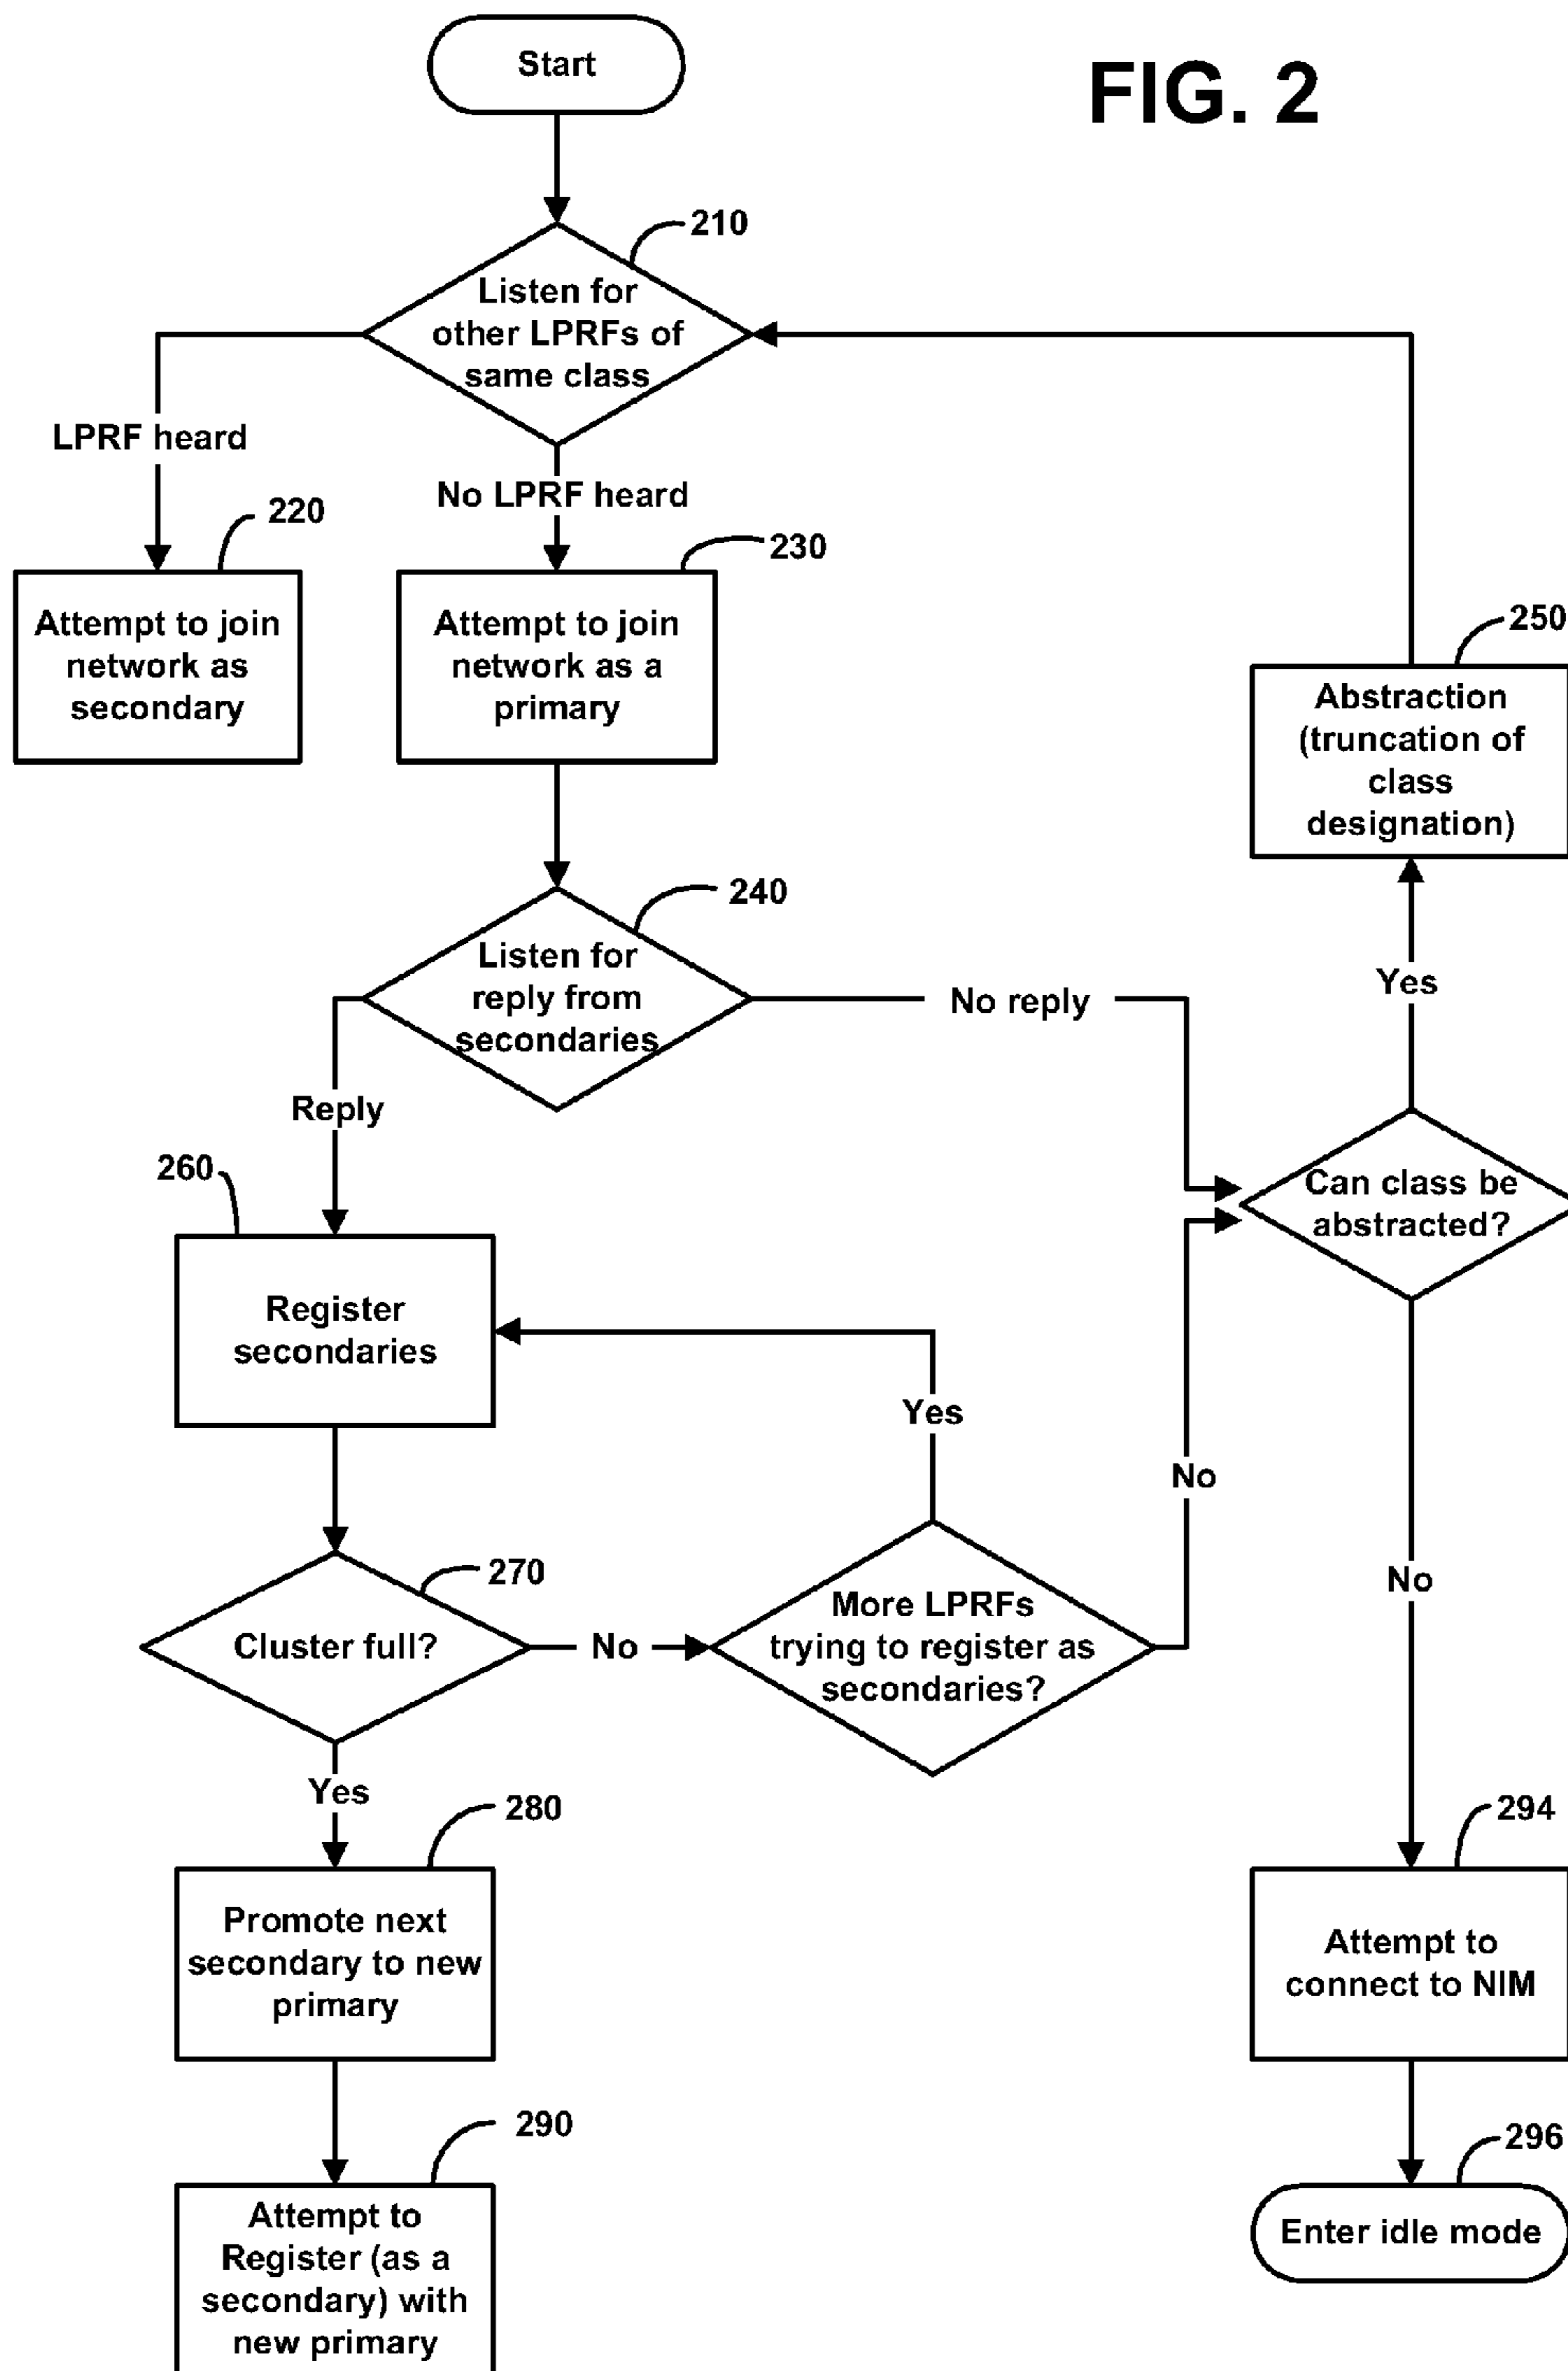 Start
FIG. 2
210
Listen for
other LPRFs of
same class
LPRF heard
No LPRF heard
220
230
Attempt to join
network as
secondary
Attempt to join
network as a
primary
250
Abstraction
(truncation of
class
designation)
240
Listen for
reply from
secondaries
No reply
Yes
Reply
260
Can class be
abstracted?
Register
secondaries
Yes
No
No
270
Cluster full?
No
More LPRFs
trying to register as
secondaries?
Yes
280
294
Promote next
secondary to new
primary
Attempt to
connect to NIM
290
296
Attempt to
Register (as a
secondary) with
new primary
Enter idle mode